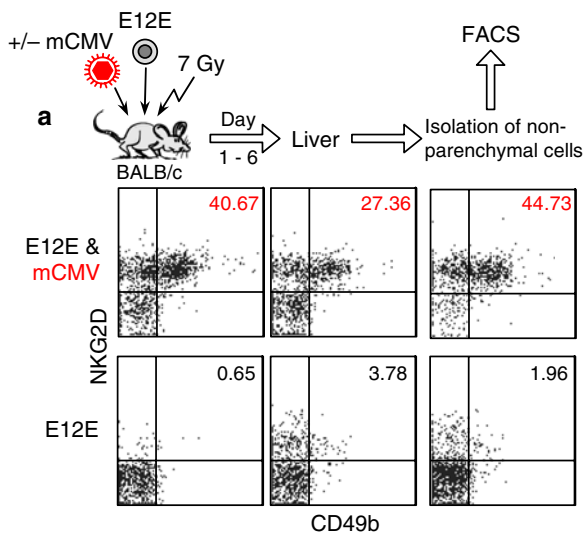 E12E
+/– mCMV
7 Gy
FACS
a
Day
1 - 6
Liver
Isolation of non-
parenchymal cells
BALB/c
40.67
27.36
44.73
E12E &
mCMV
NKG2D
0.65
3.78
1.96
E12E
CD49b